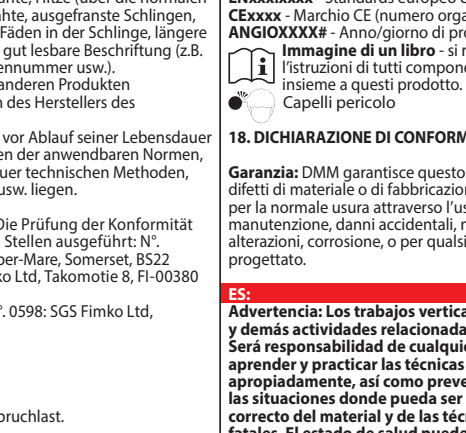 ähte, ausgefranste Schlingen,
Fäden in der Schlinge, längere
gut lesbare Beschriftung (z.B.
ennummer usw.).
anderen Produkten
n des Herstellers des
vor Ablauf seiner Lebensdauer
en der anwendbaren Normen,
uer technischen Methoden,
usw. liegen.
Die Prüfung der Konformität
Stellen ausgeführt: N°.
per-Mare, Somerset, BS22
ko Ltd, Takomotie 8, FI-00380
°. 0598: SGS Fimko Ltd,
pruchlast.
CExxxx - Marchio CE (numero orga
ANGIOXXXX# - Anno/giorno di pro
Immagine di un libro - si r
l'istruzioni di tutti compone
insieme a questi prodotto.
Capelli pericolo
18. DICHIARAZIONE DI CONFORM
Garanzia: DMM garantisce questo
difetti di materiale o di fabbricazion
per la normale usura attraverso l'us
manutenzione, danni accidentali, n
alterazioni, corrosione, o per qualsi
progettato.
ES:
Advertencia: Los trabajos vertica
y demás actividades relacionada
Será responsabilidad de cualquie
aprender y practicar las técnicas
apropiadamente, así como preve
las situaciones donde pueda ser
correcto del material y de las téc
fatales. El estado de salud puede